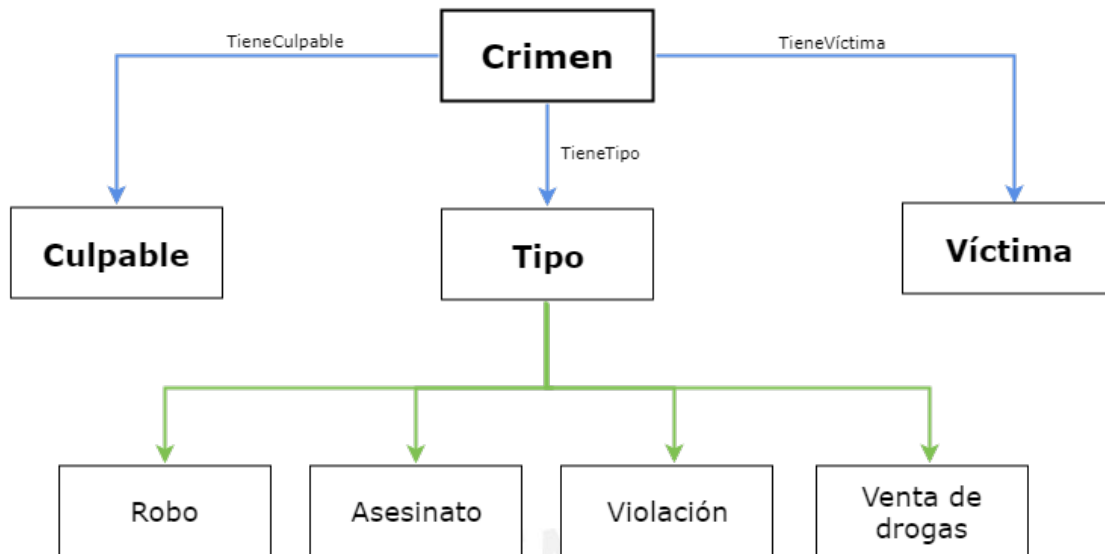 TieneCulpable
Crimen
TieneVíctima
TieneTipo
Culpable
Tipo
Víctima
Robo
Asesinato
Violación
Venta de
drogas